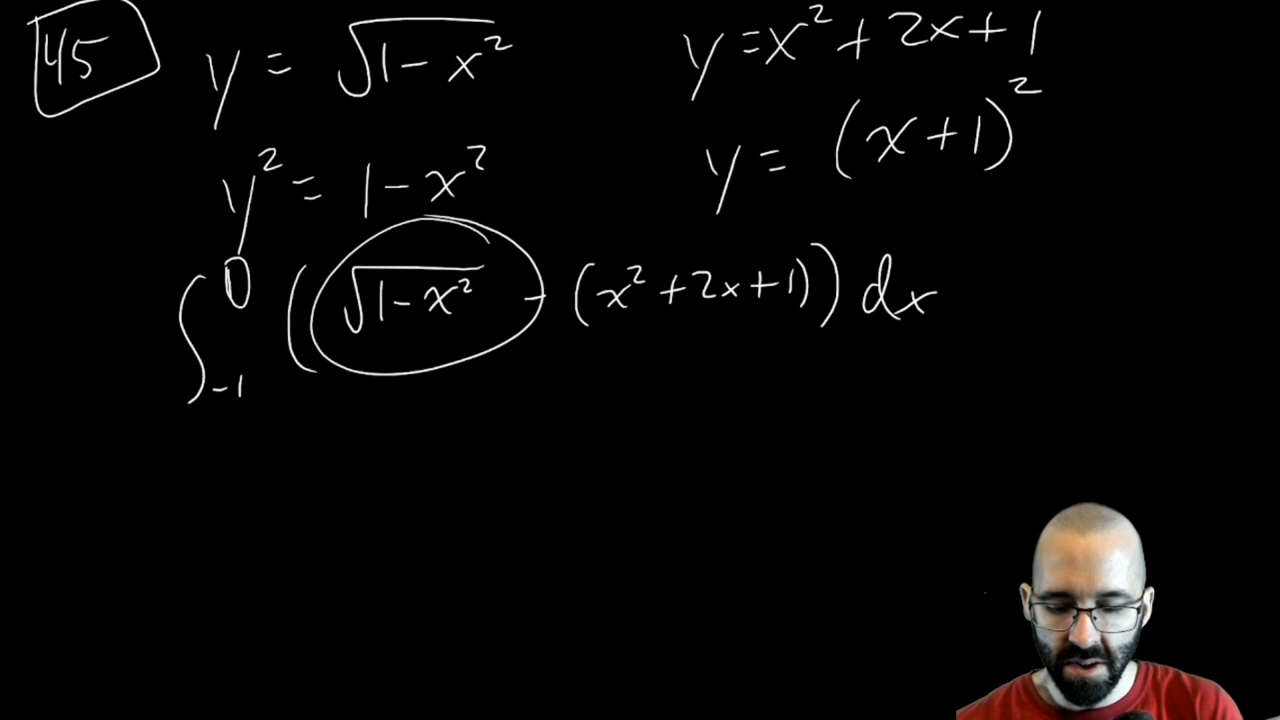 45 y = √(1 - x²) y = x² + 2x + 1
y² = 1 - x² y = (x + 1)²
∫₋₁⁰ (√(1 - x²) - (x² + 2x + 1)) dx